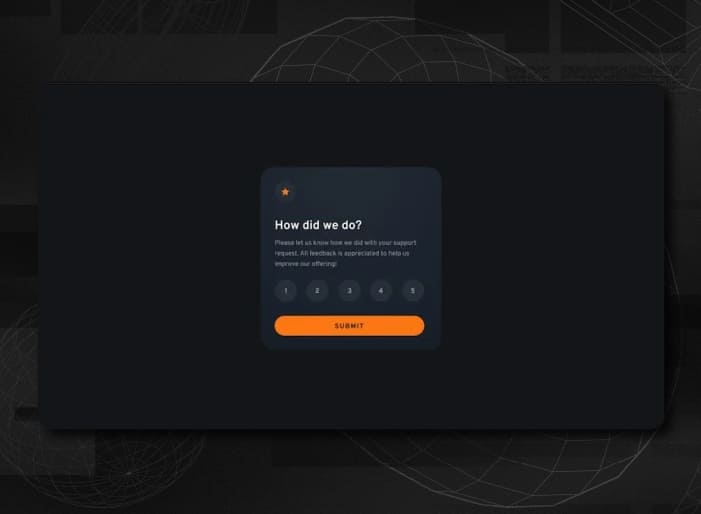 How did we do?
Please let us know how we did with your support
request. All feedback is appreciated to help us
improve our offering!
1 2 3 4 5
SUBMIT